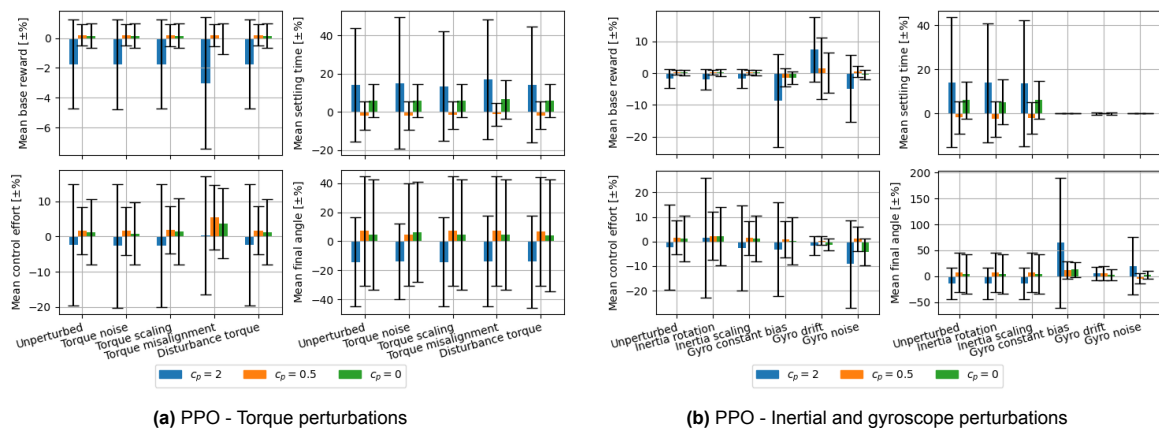 Mean base reward [±%]
0
−2
−4
−6
Mean settling time [±%]
40
20
0
−20
Mean control effort [±%]
10
0
−10
−20
Mean final angle [±%]
40
20
0
−20
−40
Unperturbed
Torque noise
Torque scaling
Torque misalignment
Disturbance torque
Unperturbed
Torque noise
Torque scaling
Torque misalignment
Disturbance torque
c_p = 2
c_p = 0.5
c_p = 0
(a) PPO - Torque perturbations
Mean base reward [±%]
10
0
−10
−20
Mean settling time [±%]
40
20
0
Mean control effort [±%]
20
10
0
−10
−20
Mean final angle [±%]
200
150
100
50
0
−50
Unperturbed
Inertia rotation
Inertia scaling
Gyro constant bias
Gyro drift
Gyro noise
Unperturbed
Inertia rotation
Inertia scaling
Gyro constant bias
Gyro drift
Gyro noise
c_p = 2
c_p = 0.5
c_p = 0
(b) PPO - Inertial and gyroscope perturbations